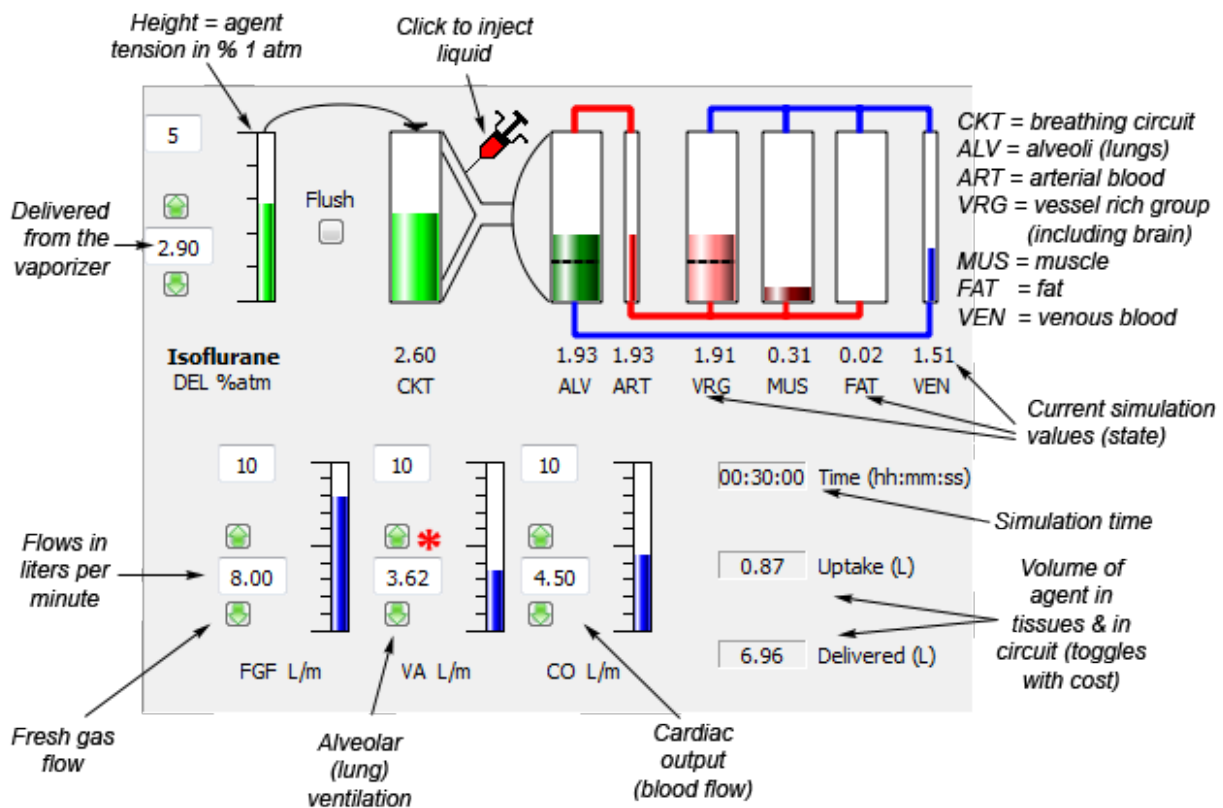 Height = agent
tension in % 1 atm
Click to inject
liquid
5
Flush
Delivered
from the
vaporizer
2.90
CKT = breathing circuit
ALV = alveoli (lungs)
ART = arterial blood
VRG = vessel rich group
(including brain)
MUS = muscle
FAT = fat
VEN = venous blood
Isoflurane
DEL %atm
2.60
CKT
1.93
ALV
1.93
ART
1.91
VRG
0.31
MUS
0.02
FAT
1.51
VEN
Current simulation
values (state)
10
10
10
00:30:00 Time (hh:mm:ss)
Simulation time
Flows in
liters per
minute
8.00
*
3.62
4.50
0.87 Uptake (L)
6.96 Delivered (L)
Volume of
agent in
tissues & in
circuit (toggles
with cost)
FGF L/m
VA L/m
CO L/m
Fresh gas
flow
Alveolar
(lung)
ventilation
Cardiac
output
(blood flow)